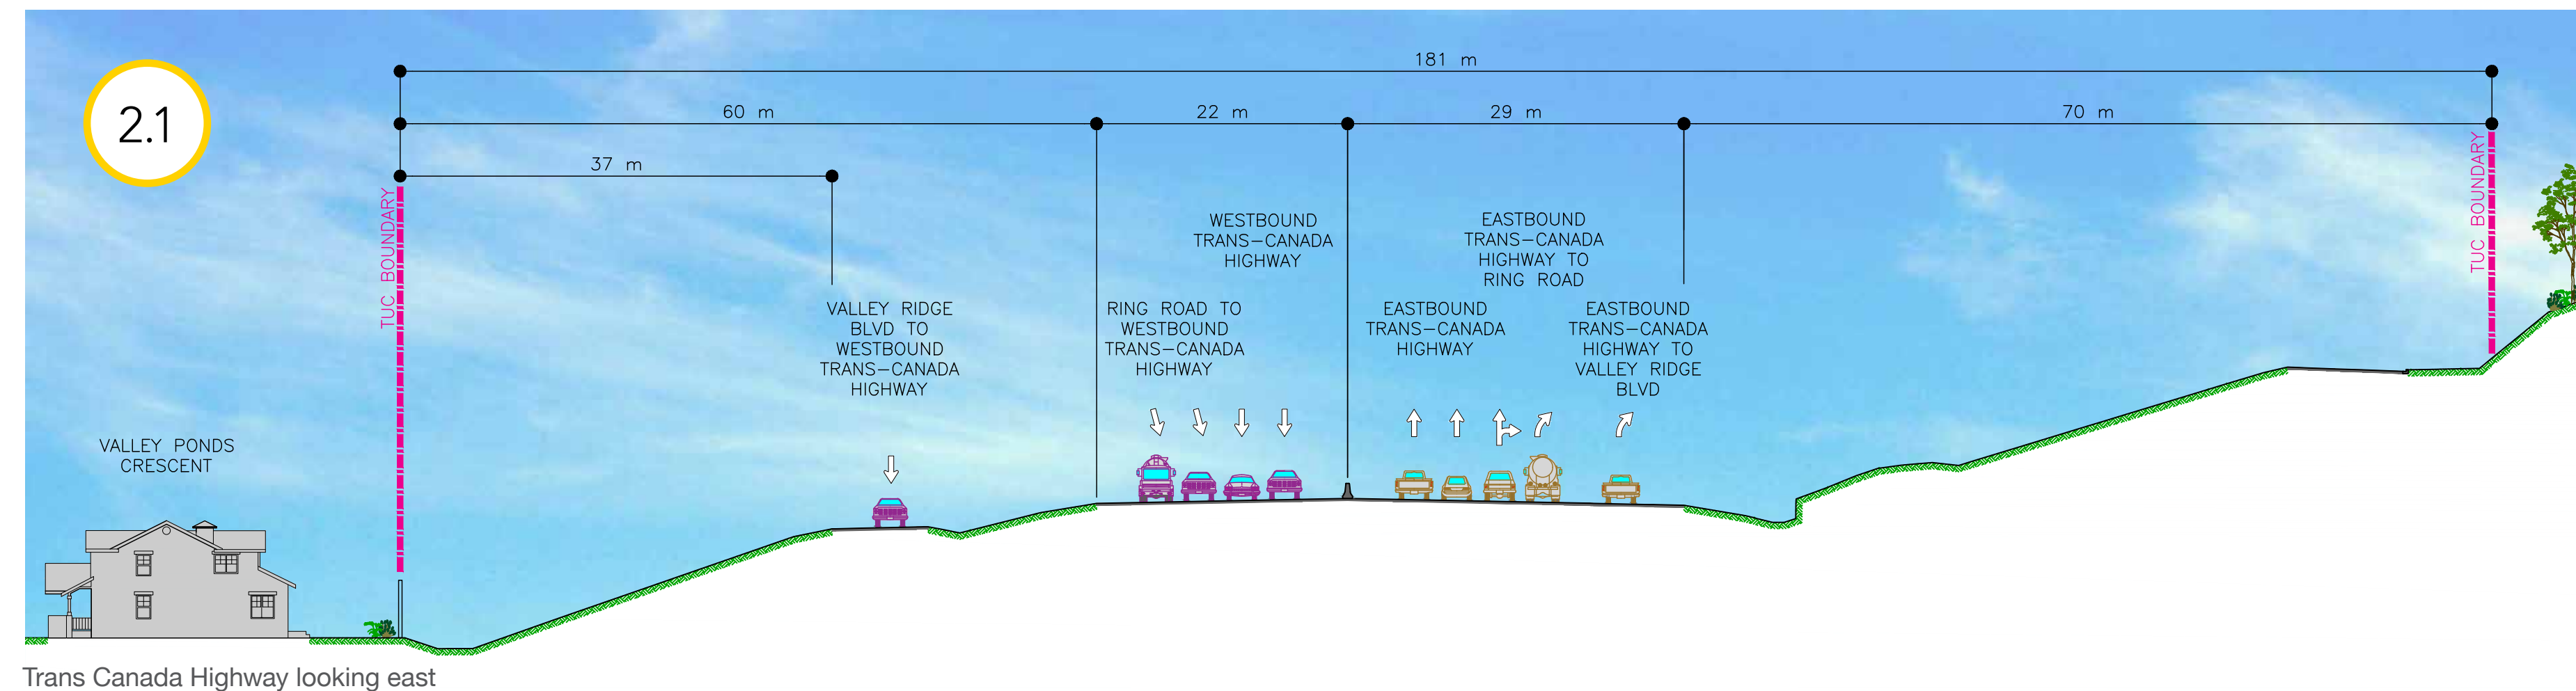 2.1
181 m
60 m
22 m
29 m
70 m
37 m
TUC BOUNDARY
TUC BOUNDARY
VALLEY PONDS
CRESCENT
VALLEY RIDGE
BLVD TO
WESTBOUND
TRANS-CANADA
HIGHWAY
RING ROAD TO
WESTBOUND
TRANS-CANADA
HIGHWAY
WESTBOUND
TRANS-CANADA
HIGHWAY
EASTBOUND
TRANS-CANADA
HIGHWAY
EASTBOUND
TRANS-CANADA
HIGHWAY TO
RING ROAD
EASTBOUND
TRANS-CANADA
HIGHWAY TO
VALLEY RIDGE
BLVD
Trans Canada Highway looking east